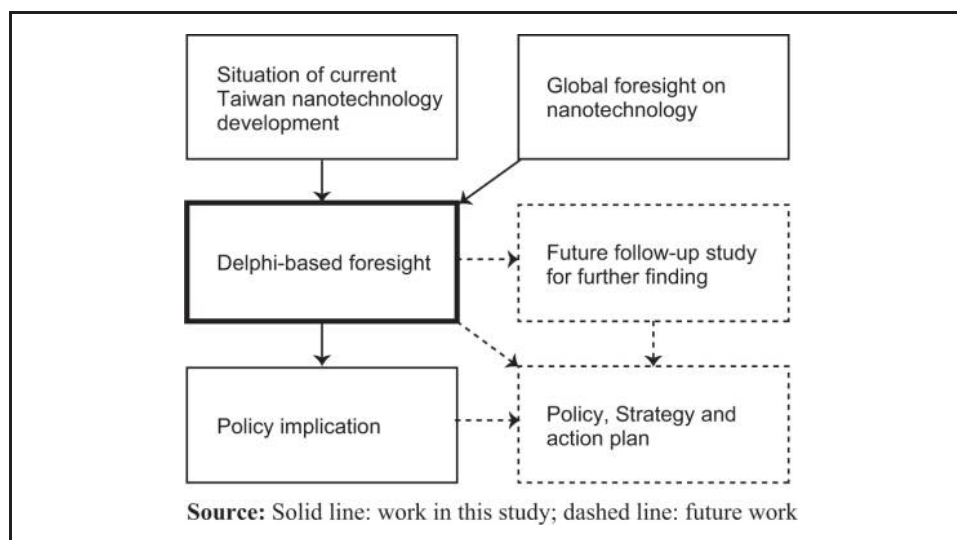 Situation of current
Taiwan nanotechnology
development
Global foresight on
nanotechnology
Delphi-based foresight
Future follow-up study
for further finding
Policy implication
Policy, Strategy and
action plan
Source: Solid line: work in this study; dashed line: future work